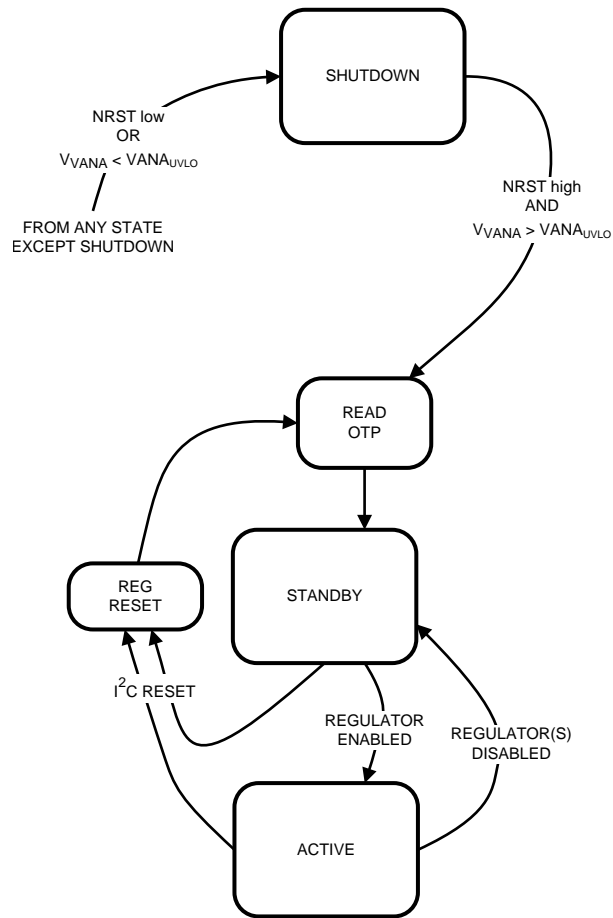 SHUTDOWN
NRST low
OR
VVANA < VANAUVLO
FROM ANY STATE
EXCEPT SHUTDOWN
NRST high
AND
VVANA > VANAUVLO
READ
OTP
REG
RESET
STANDBY
I2C RESET
REGULATOR
ENABLED
REGULATOR(S)
DISABLED
ACTIVE